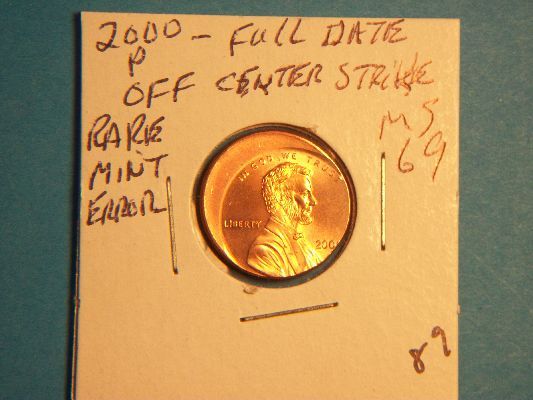 2000 - FULL DATE
P
OFF CENTER STRIKE
RARE
MINT
ERROR
MS
69
IN GOD WE TRUST
LIBERTY
200
89